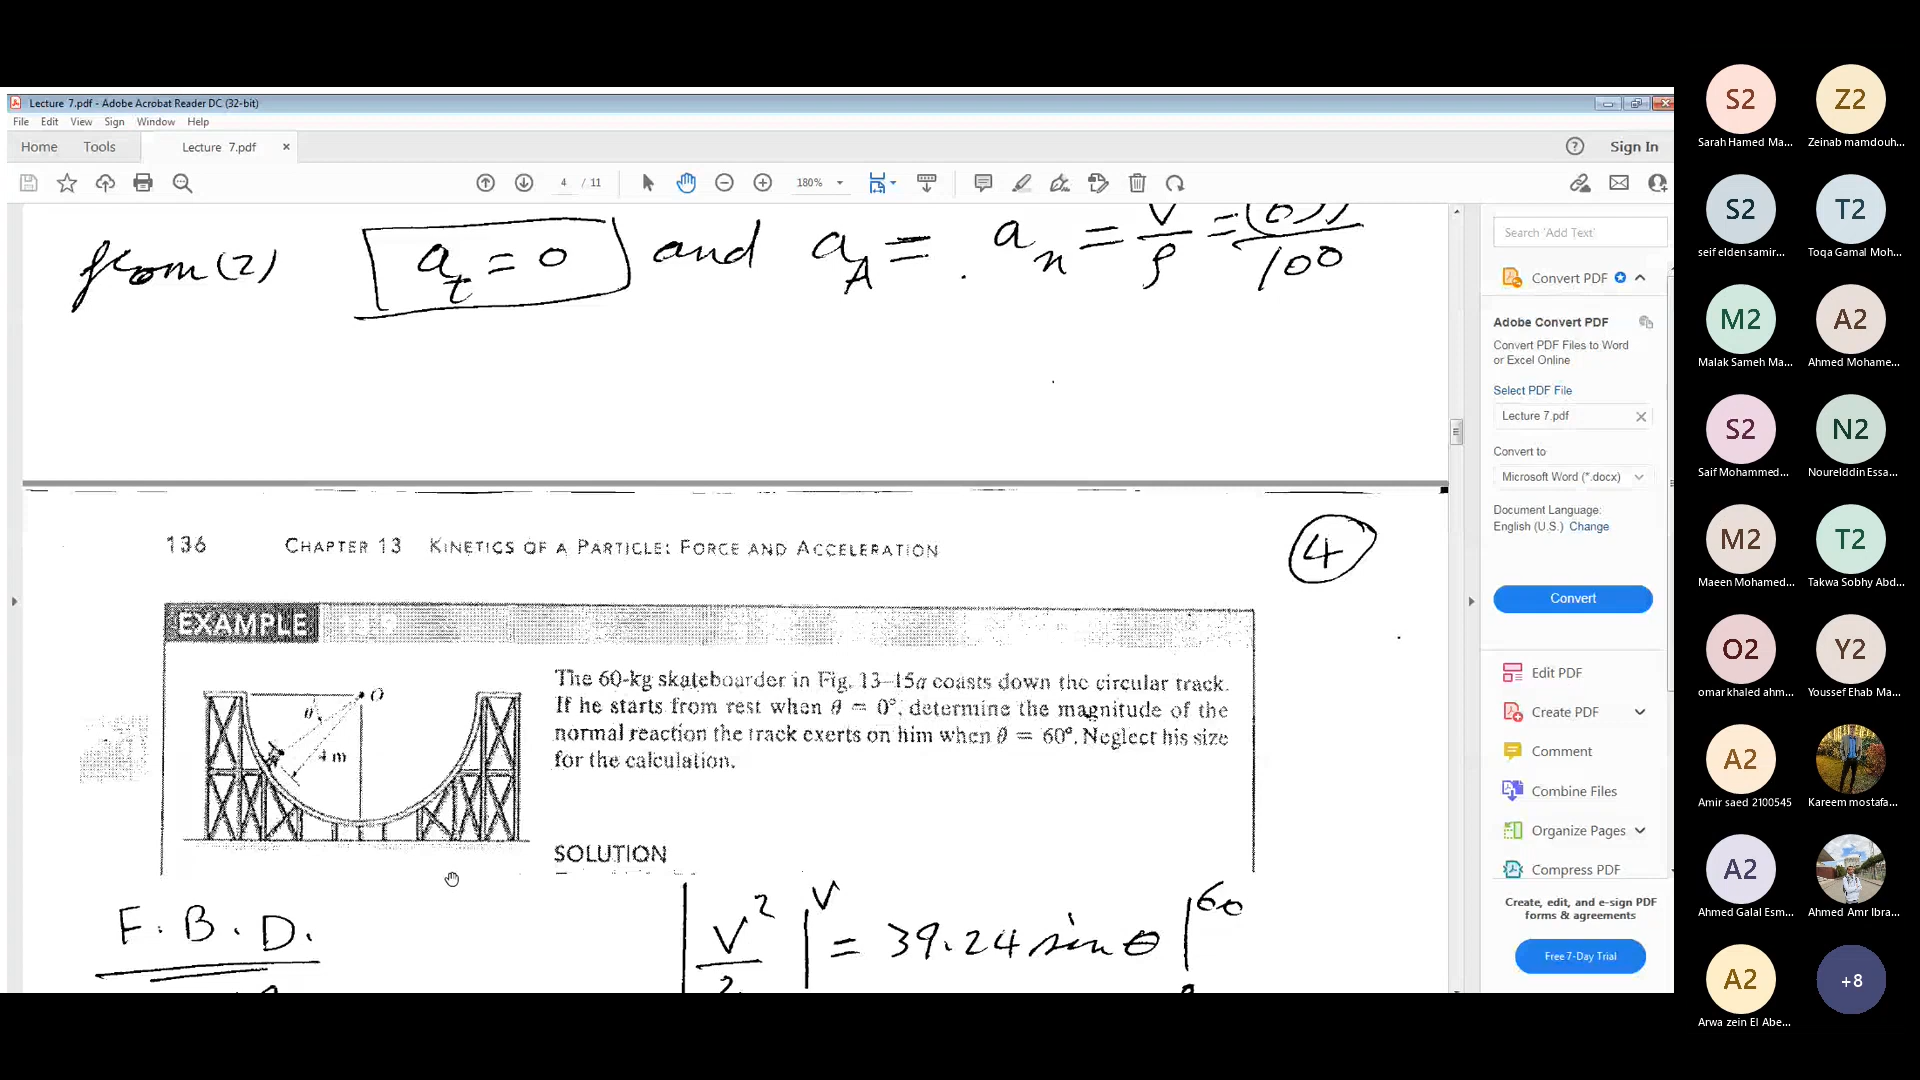 Lecture 7.pdf - Adobe Acrobat Reader DC (32-bit)
File Edit View Sign Window Help
Home Tools Lecture 7.pdf × Sign In
4 / 11 180%
from (2) a_t = 0 and a_A = a_n = V / ρ = / 100
136 CHAPTER 13 KINETICS OF A PARTICLE: FORCE AND ACCELERATION
4
EXAMPLE 13.9
O
θ
4 m
The 60-kg skateboarder in Fig. 13–15a coasts down the circular track.
If he starts from rest when θ = 0°, determine the magnitude of the
normal reaction the track exerts on him when θ = 60°. Neglect his size
for the calculation.
SOLUTION
F.B.D.
V² / 2 |^V = 39.24 sin θ |^60
Search 'Add Text'
Convert PDF
Adobe Convert PDF
Convert PDF Files to Word
or Excel Online
Select PDF File
Lecture 7.pdf
Convert to
Microsoft Word (*.docx)
Document Language:
English (U.S.) Change
Convert
Edit PDF
Create PDF
Comment
Combine Files
Organize Pages
Compress PDF
Create, edit, and e-sign PDF
forms & agreements
Free 7-Day Trial
S2 Z2
Sarah Hamed Ma... Zeinab mamdouh...
S2 T2
seif elden samir... Toqa Gamal Moh...
M2 A2
Malak Sameh Ma... Ahmed Mohame...
S2 N2
Saif Mohammed... Nourelddin Essa...
M2 T2
Maeen Mohamed... Takwa Sobhy Abd...
O2 Y2
omar khaled ahm... Youssef Ehab Ma...
A2
Amir saed 2100545 Kareem mostafa...
A2
Ahmed Galal Esm... Ahmed Amr Ibra...
A2 +8
Arwa zein El Abe...